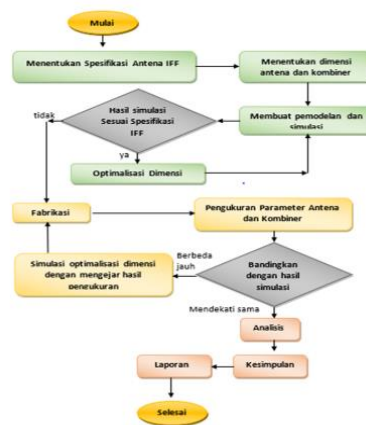 Mulai
Menentukan Spesifikasi Antena IFF
Menentukan dimensi
antena dan kombiner
tidak
Hasil simulasi
Sesuai Spesifikasi
IFF
Membuat pemodelan dan
simulasi
ya
Optimalisasi Dimensi
Fabrikasi
Pengukuran Parameter Antena
dan Kombiner
Simulasi optimalisasi dimensi
dengan mengejar hasil
pengukuran
Berbeda
jauh
Bandingkan
dengan hasil
simulasi
Mendekati sama
Analisis
Laporan
Kesimpulan
Selesai